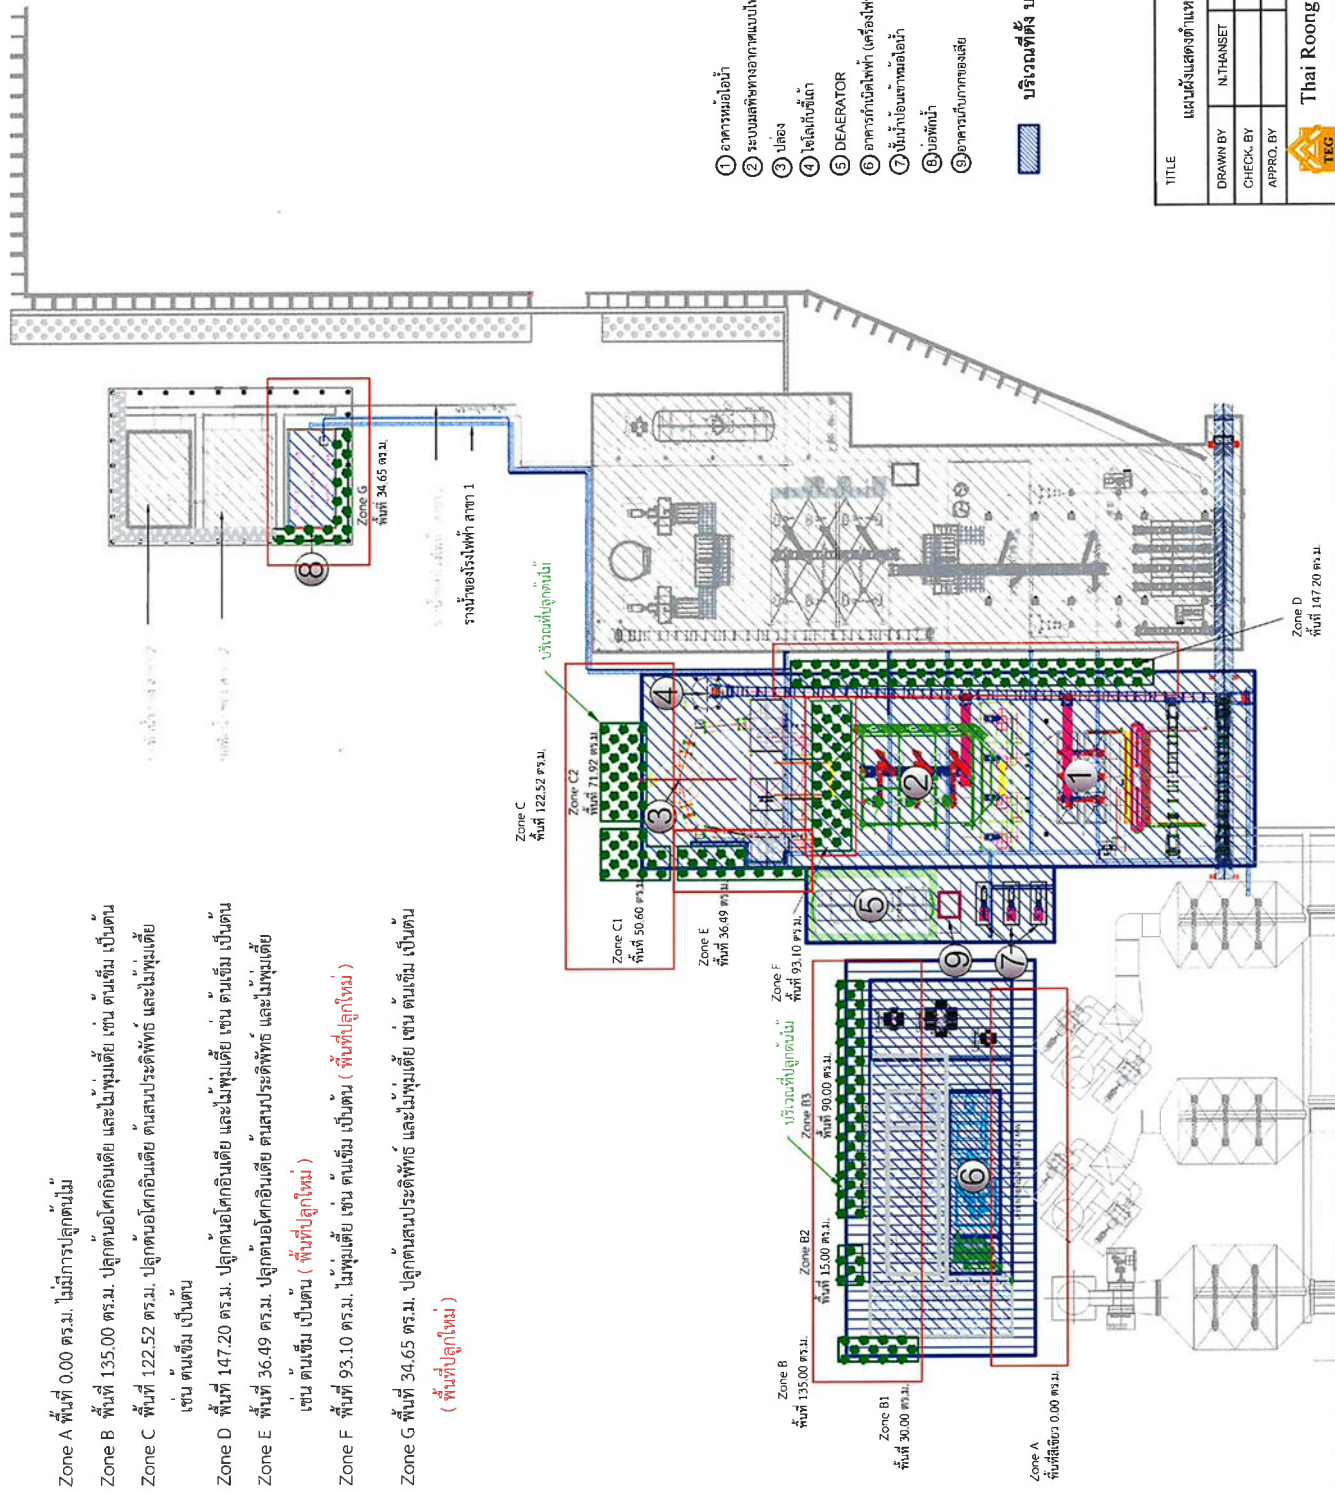 Zone A พื้นที่ 0.00 ตร.ม. ไม่มีการปลูกต้นไม้
Zone B พื้นที่ 135.00 ตร.ม. ปลูกต้นอโศกอินเดีย และไม้พุ่มเตี้ย เช่น ต้นเข็ม เป็นต้น
Zone C พื้นที่ 122.52 ตร.ม. ปลูกต้นอโศกอินเดีย ต้นสนประดิพัทธ์ และไม้พุ่มเตี้ย
เช่น ต้นเข็ม เป็นต้น
Zone D พื้นที่ 147.20 ตร.ม. ปลูกต้นอโศกอินเดีย และไม้พุ่มเตี้ย เช่น ต้นเข็ม เป็นต้น
Zone E พื้นที่ 36.49 ตร.ม. ปลูกต้นอโศกอินเดีย ต้นสนประดิพัทธ์ และไม้พุ่มเตี้ย
เช่น ต้นเข็ม เป็นต้น ( พื้นที่ปลูกใหม่ )
Zone F พื้นที่ 93.10 ตร.ม. ไม้พุ่มเตี้ย เช่น ต้นเข็ม เป็นต้น ( พื้นที่ปลูกใหม่ )
Zone G พื้นที่ 34.65 ตร.ม. ปลูกต้นสนประดิพัทธ์ และไม้พุ่มเตี้ย เช่น ต้นเข็ม เป็นต้น
( พื้นที่ปลูกใหม่ )
Zone G
พื้นที่ 34.65 ตร.ม.
8
รางน้ำของโรงไฟฟ้า สาขา 1
บริเวณที่ปลูกต้นไม้
Zone C
พื้นที่ 122.52 ตร.ม.
Zone C2
พื้นที่ 71.92 ตร.ม.
Zone C1
พื้นที่ 50.60 ตร.ม.
Zone E
พื้นที่ 36.49 ตร.ม.
Zone F
พื้นที่ 93.10 ตร.ม.
Zone D
พื้นที่ 147.20 ตร.ม.
4
3
2
1
5
9
7
6
บริเวณที่ปลูกต้นไม้
Zone B3
พื้นที่ 90.00 ตร.ม.
Zone B2
พื้นที่ 15.00 ตร.ม.
Zone B
พื้นที่ 135.00 ตร.ม.
Zone B1
พื้นที่ 30.00 ตร.ม.
Zone A
พื้นที่สีเขียว 0.00 ตร.ม.
1 อาคารหม้อไอน้ำ
2 ระบบมลพิษทางอากาศแบบ
3 ปล่อง
4 ไซโลเก็บขี้เถ้า
5 DEAERATOR
6 อาคารกำเนิดไฟฟ้า
7 ปั๊มน้ำป้อนเข้าหม้อไอน้ำ
8 บ่อพักน้ำ
9 อาคารเก็บกากของเสีย
บริเวณที่ตั้ง
TITLE
แผนผังแสดงตำแห
DRAWN BY
N.THANSET
CHECK. BY
APPRO. BY
TEG
Thai Roong